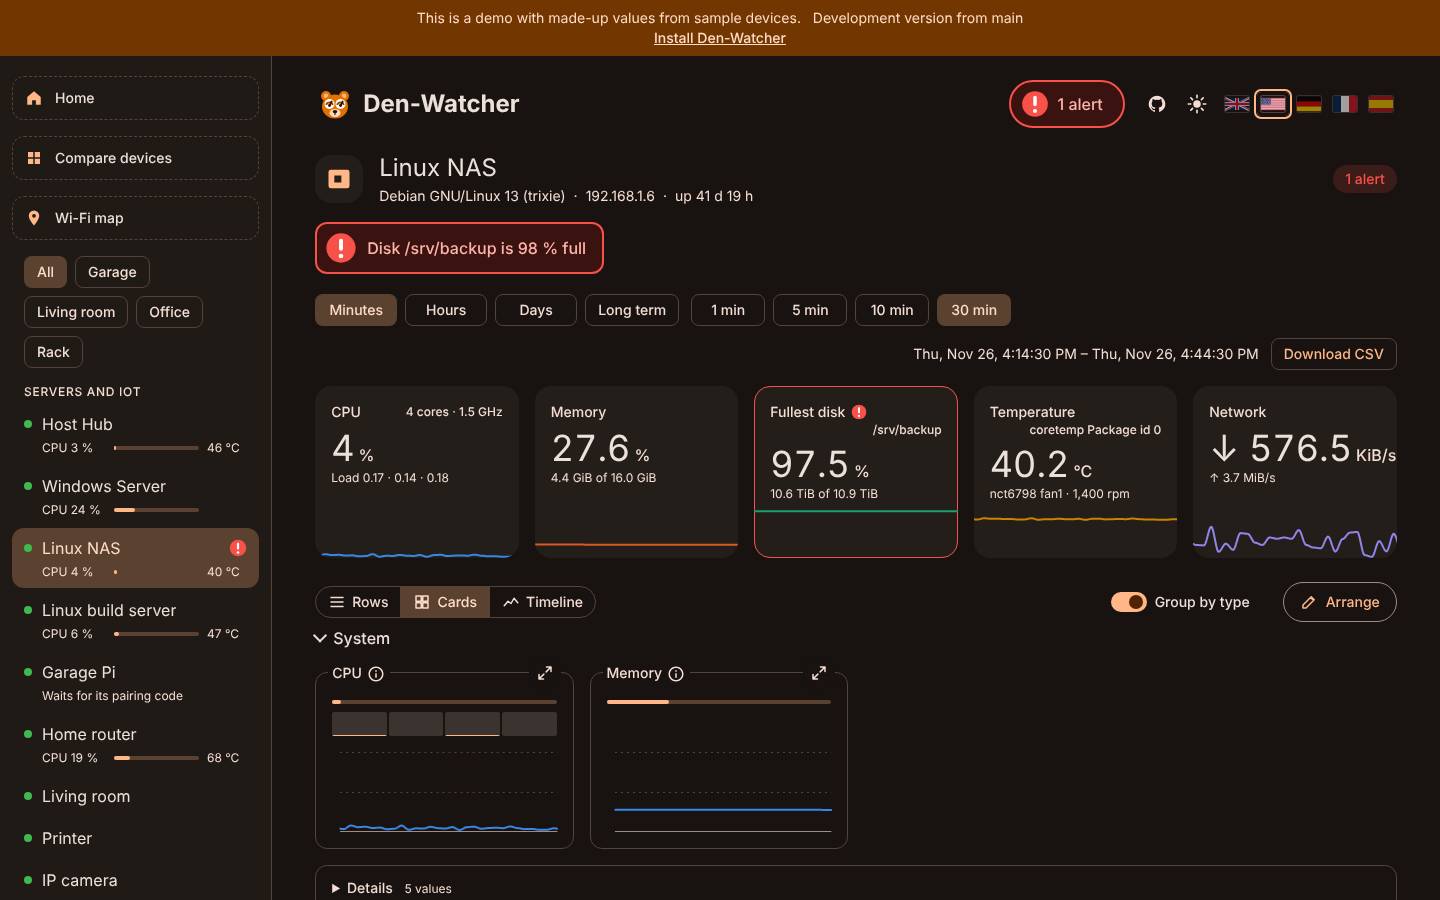 This is a demo with made-up values from sample devices. Development version from main
Install Den-Watcher
Home
Compare devices
Wi-Fi map
All
Garage
Living room
Office
Rack
SERVERS AND IOT
Host Hub
CPU 3 %
46 °C
Windows Server
CPU 24 %
Linux NAS
CPU 4 %
40 °C
Linux build server
CPU 6 %
47 °C
Garage Pi
Waits for its pairing code
Home router
CPU 19 %
68 °C
Living room
Printer
IP camera
Den-Watcher
1 alert
Linux NAS
Debian GNU/Linux 13 (trixie) · 192.168.1.6 · up 41 d 19 h
1 alert
Disk /srv/backup is 98 % full
Minutes
Hours
Days
Long term
1 min
5 min
10 min
30 min
Thu, Nov 26, 4:14:30 PM – Thu, Nov 26, 4:44:30 PM
Download CSV
CPU
4 cores · 1.5 GHz
4 %
Load 0.17 · 0.14 · 0.18
Memory
27.6 %
4.4 GiB of 16.0 GiB
Fullest disk
/srv/backup
97.5 %
10.6 TiB of 10.9 TiB
Temperature
coretemp Package id 0
40.2 °C
nct6798 fan1 · 1,400 rpm
Network
↓ 576.5 KiB/s
↑ 3.7 MiB/s
Rows
Cards
Timeline
Group by type
Arrange
System
CPU
Memory
Details 5 values